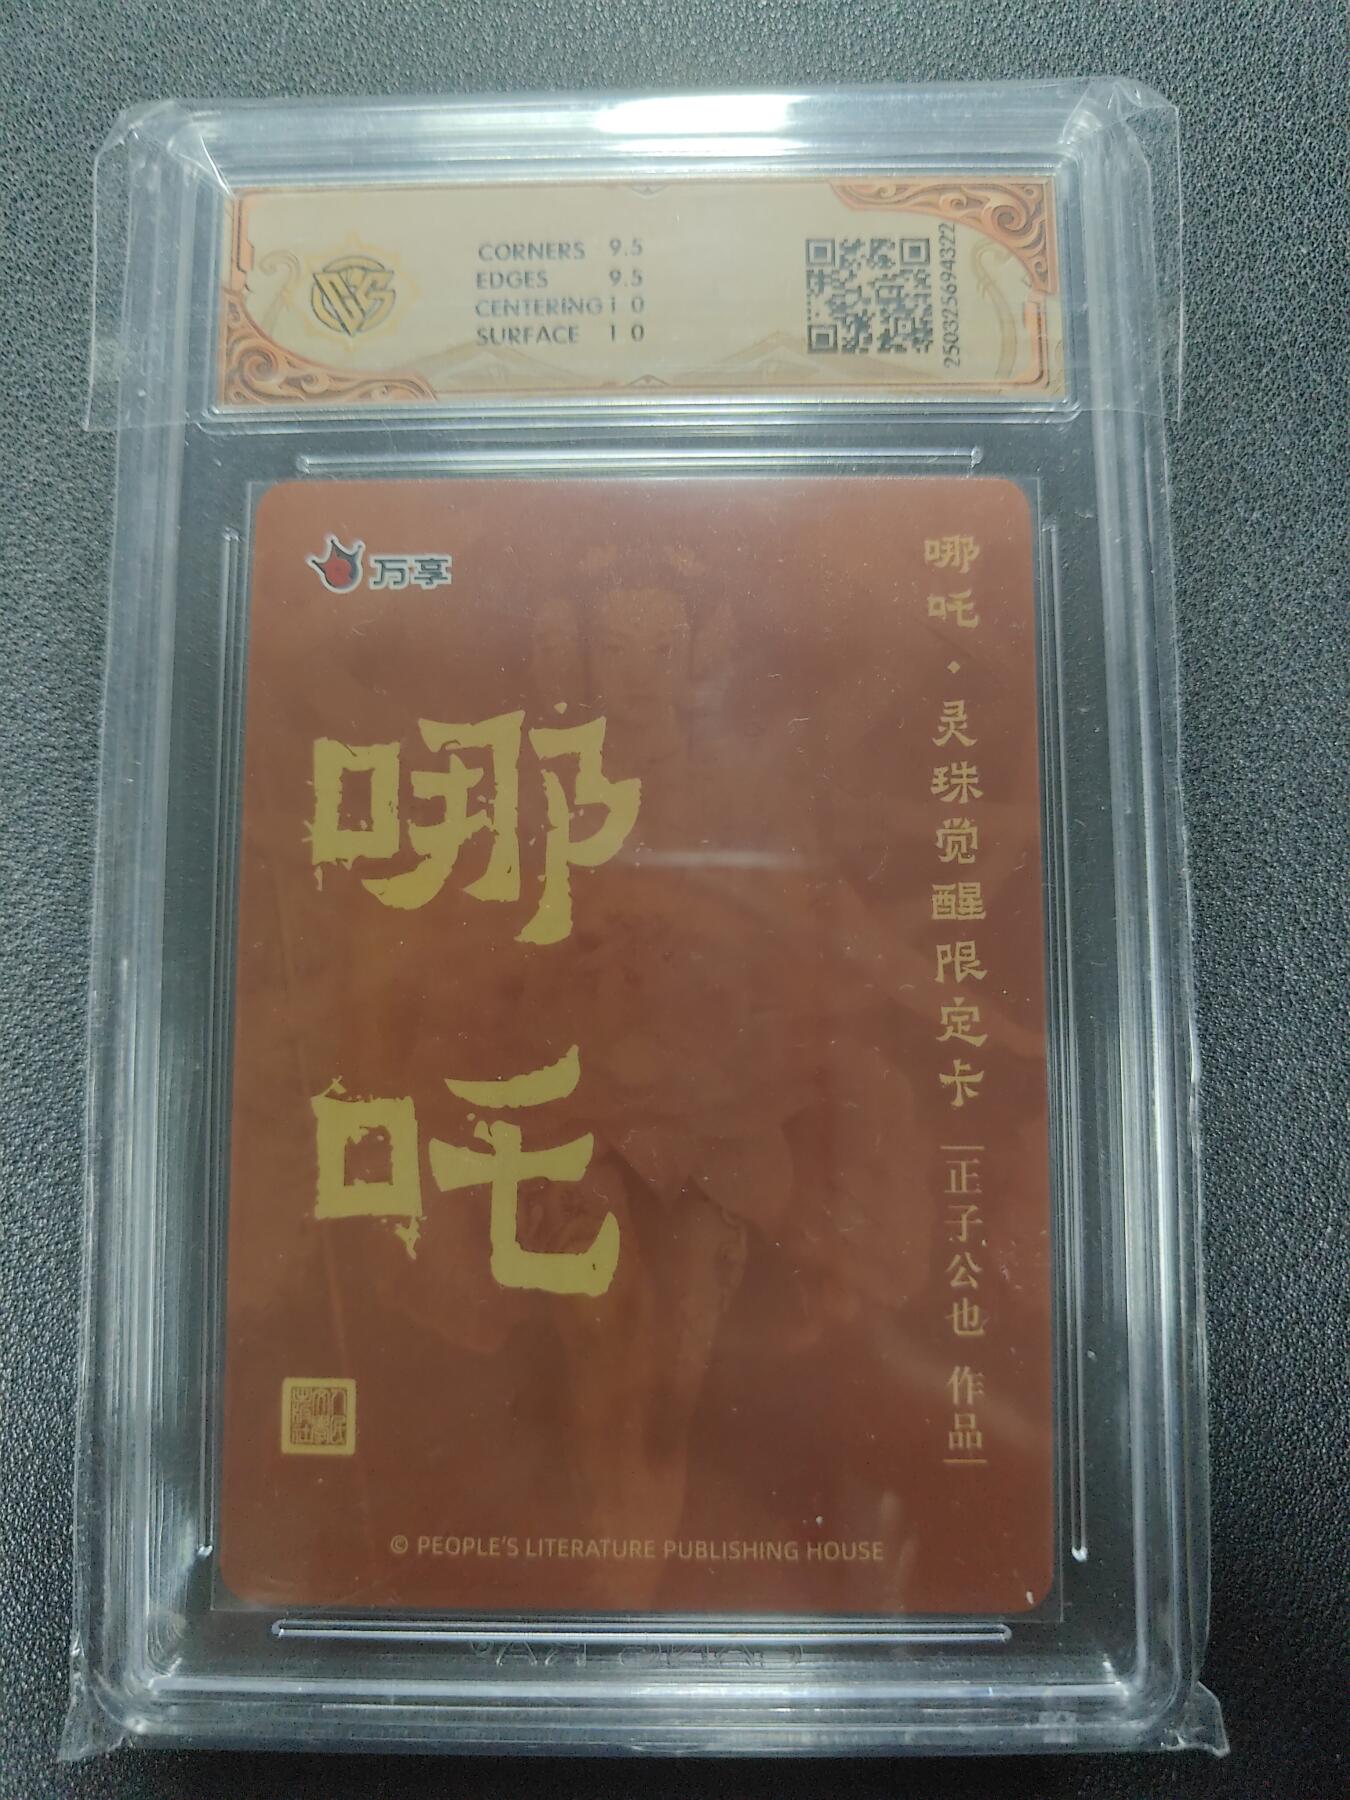 CORNERS 9.5
EDGES 9.5
CENTERING 10
SURFACE 10
250325694322
万享
哪吒
哪吒·灵珠觉醒限定卡
正子公也 作品
© PEOPLE'S LITERATURE PUBLISHING HOUSE